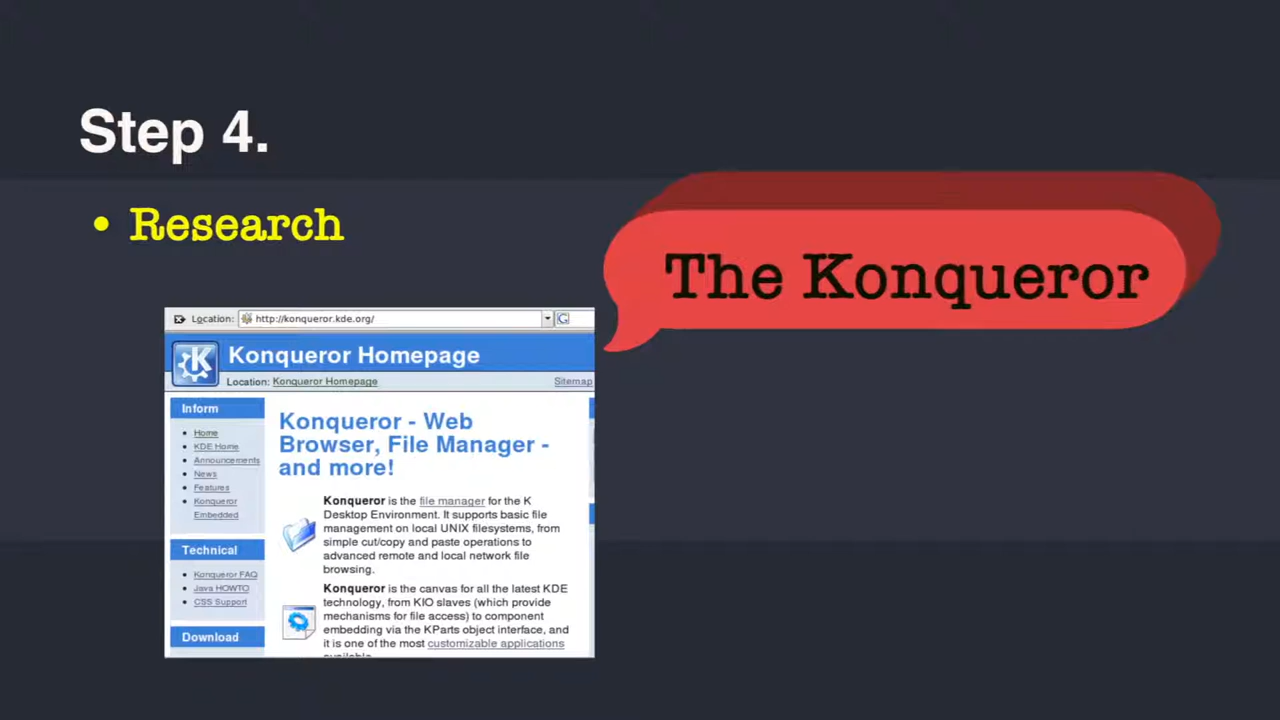 Step 4.
• Research
The Konqueror
Location: http://konqueror.kde.org/
Konqueror Homepage
Location: Konqueror Homepage
Sitemap
Inform
• Home
• KDE Home
• Announcements
• News
• Features
• Konqueror
Embedded
Technical
• Konqueror FAQ
• Java HOWTO
• CSS Support
Download
Konqueror - Web
Browser, File Manager -
and more!
Konqueror is the file manager for the K
Desktop Environment. It supports basic file
management on local UNIX filesystems, from
simple cut/copy and paste operations to
advanced remote and local network file
browsing.
Konqueror is the canvas for all the latest KDE
technology, from KIO slaves (which provide
mechanisms for file access) to component
embedding via the KParts object interface, and
it is one of the most customizable applications